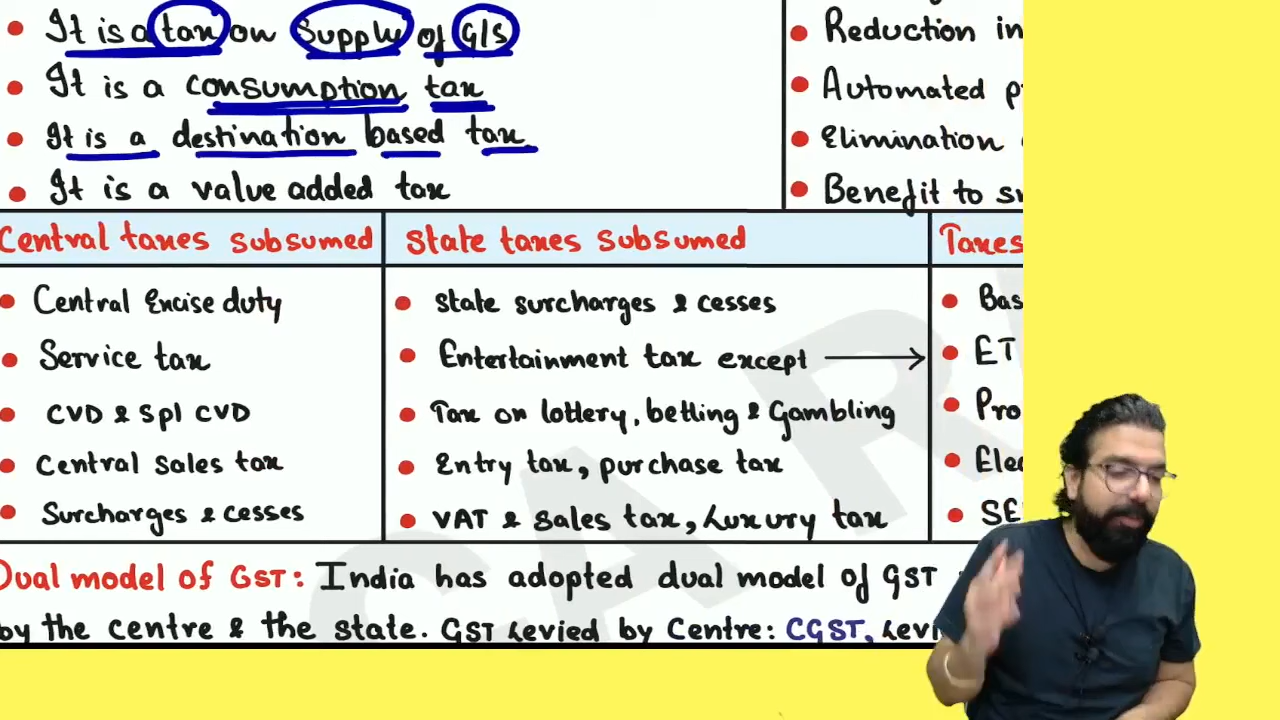 It is a tax on Supply of G/S
It is a consumption tax
It is a destination based tax
It is a value added tax
Reduction in
Automated
Elimination
Benefit to
Central taxes subsumed
Central Excise duty
Service tax
CVD & Spl CVD
Central Sales tax
Surcharges & cesses
State taxes subsumed
State surcharges & cesses
Entertainment tax except →
Tax on lottery, betting & Gambling
Entry tax, purchase tax
VAT & Sales tax, Luxury tax
Taxes
ET
Dual model of GST: India has adopted dual model of GST
by the centre & the state. GST Levied by Centre: CGST,